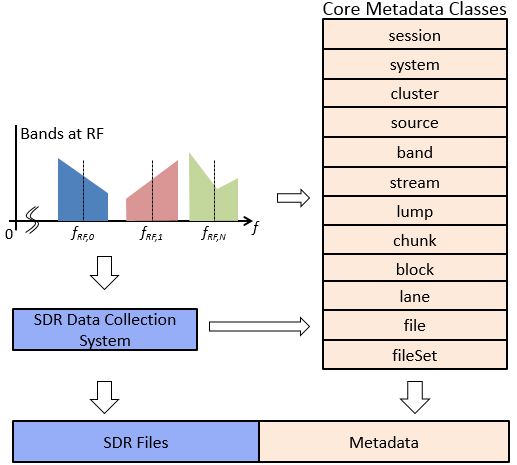 Core Metadata Classes
session
system
cluster
source
band
stream
lump
chunk
block
lane
file
fileSet
Bands at RF
0
fRF,0
fRF,1
fRF,N
f
SDR Data Collection
System
SDR Files
Metadata